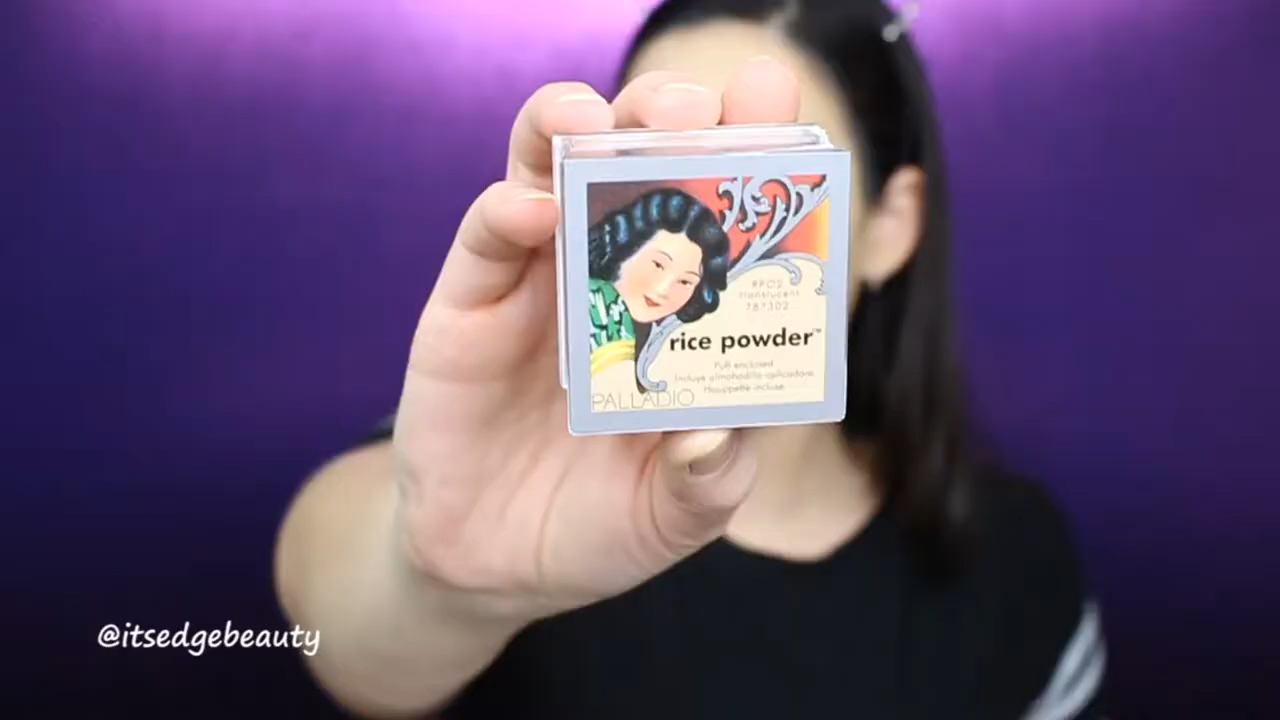 RPO2
translucent
787302
rice powder™
Puff enclosed
Incluye almohadilla aplicadora
Houppette incluse
PALLADIO
@itsedgebeauty